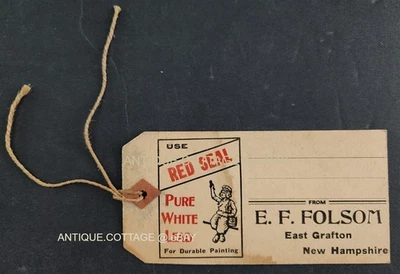 USE
RED SEAL
PURE
WHITE
LEAD
For Durable Painting
FROM
E. F. FOLSOM
East Grafton
New Hampshire
ANTIQUE.COTTAGE @ EBAY